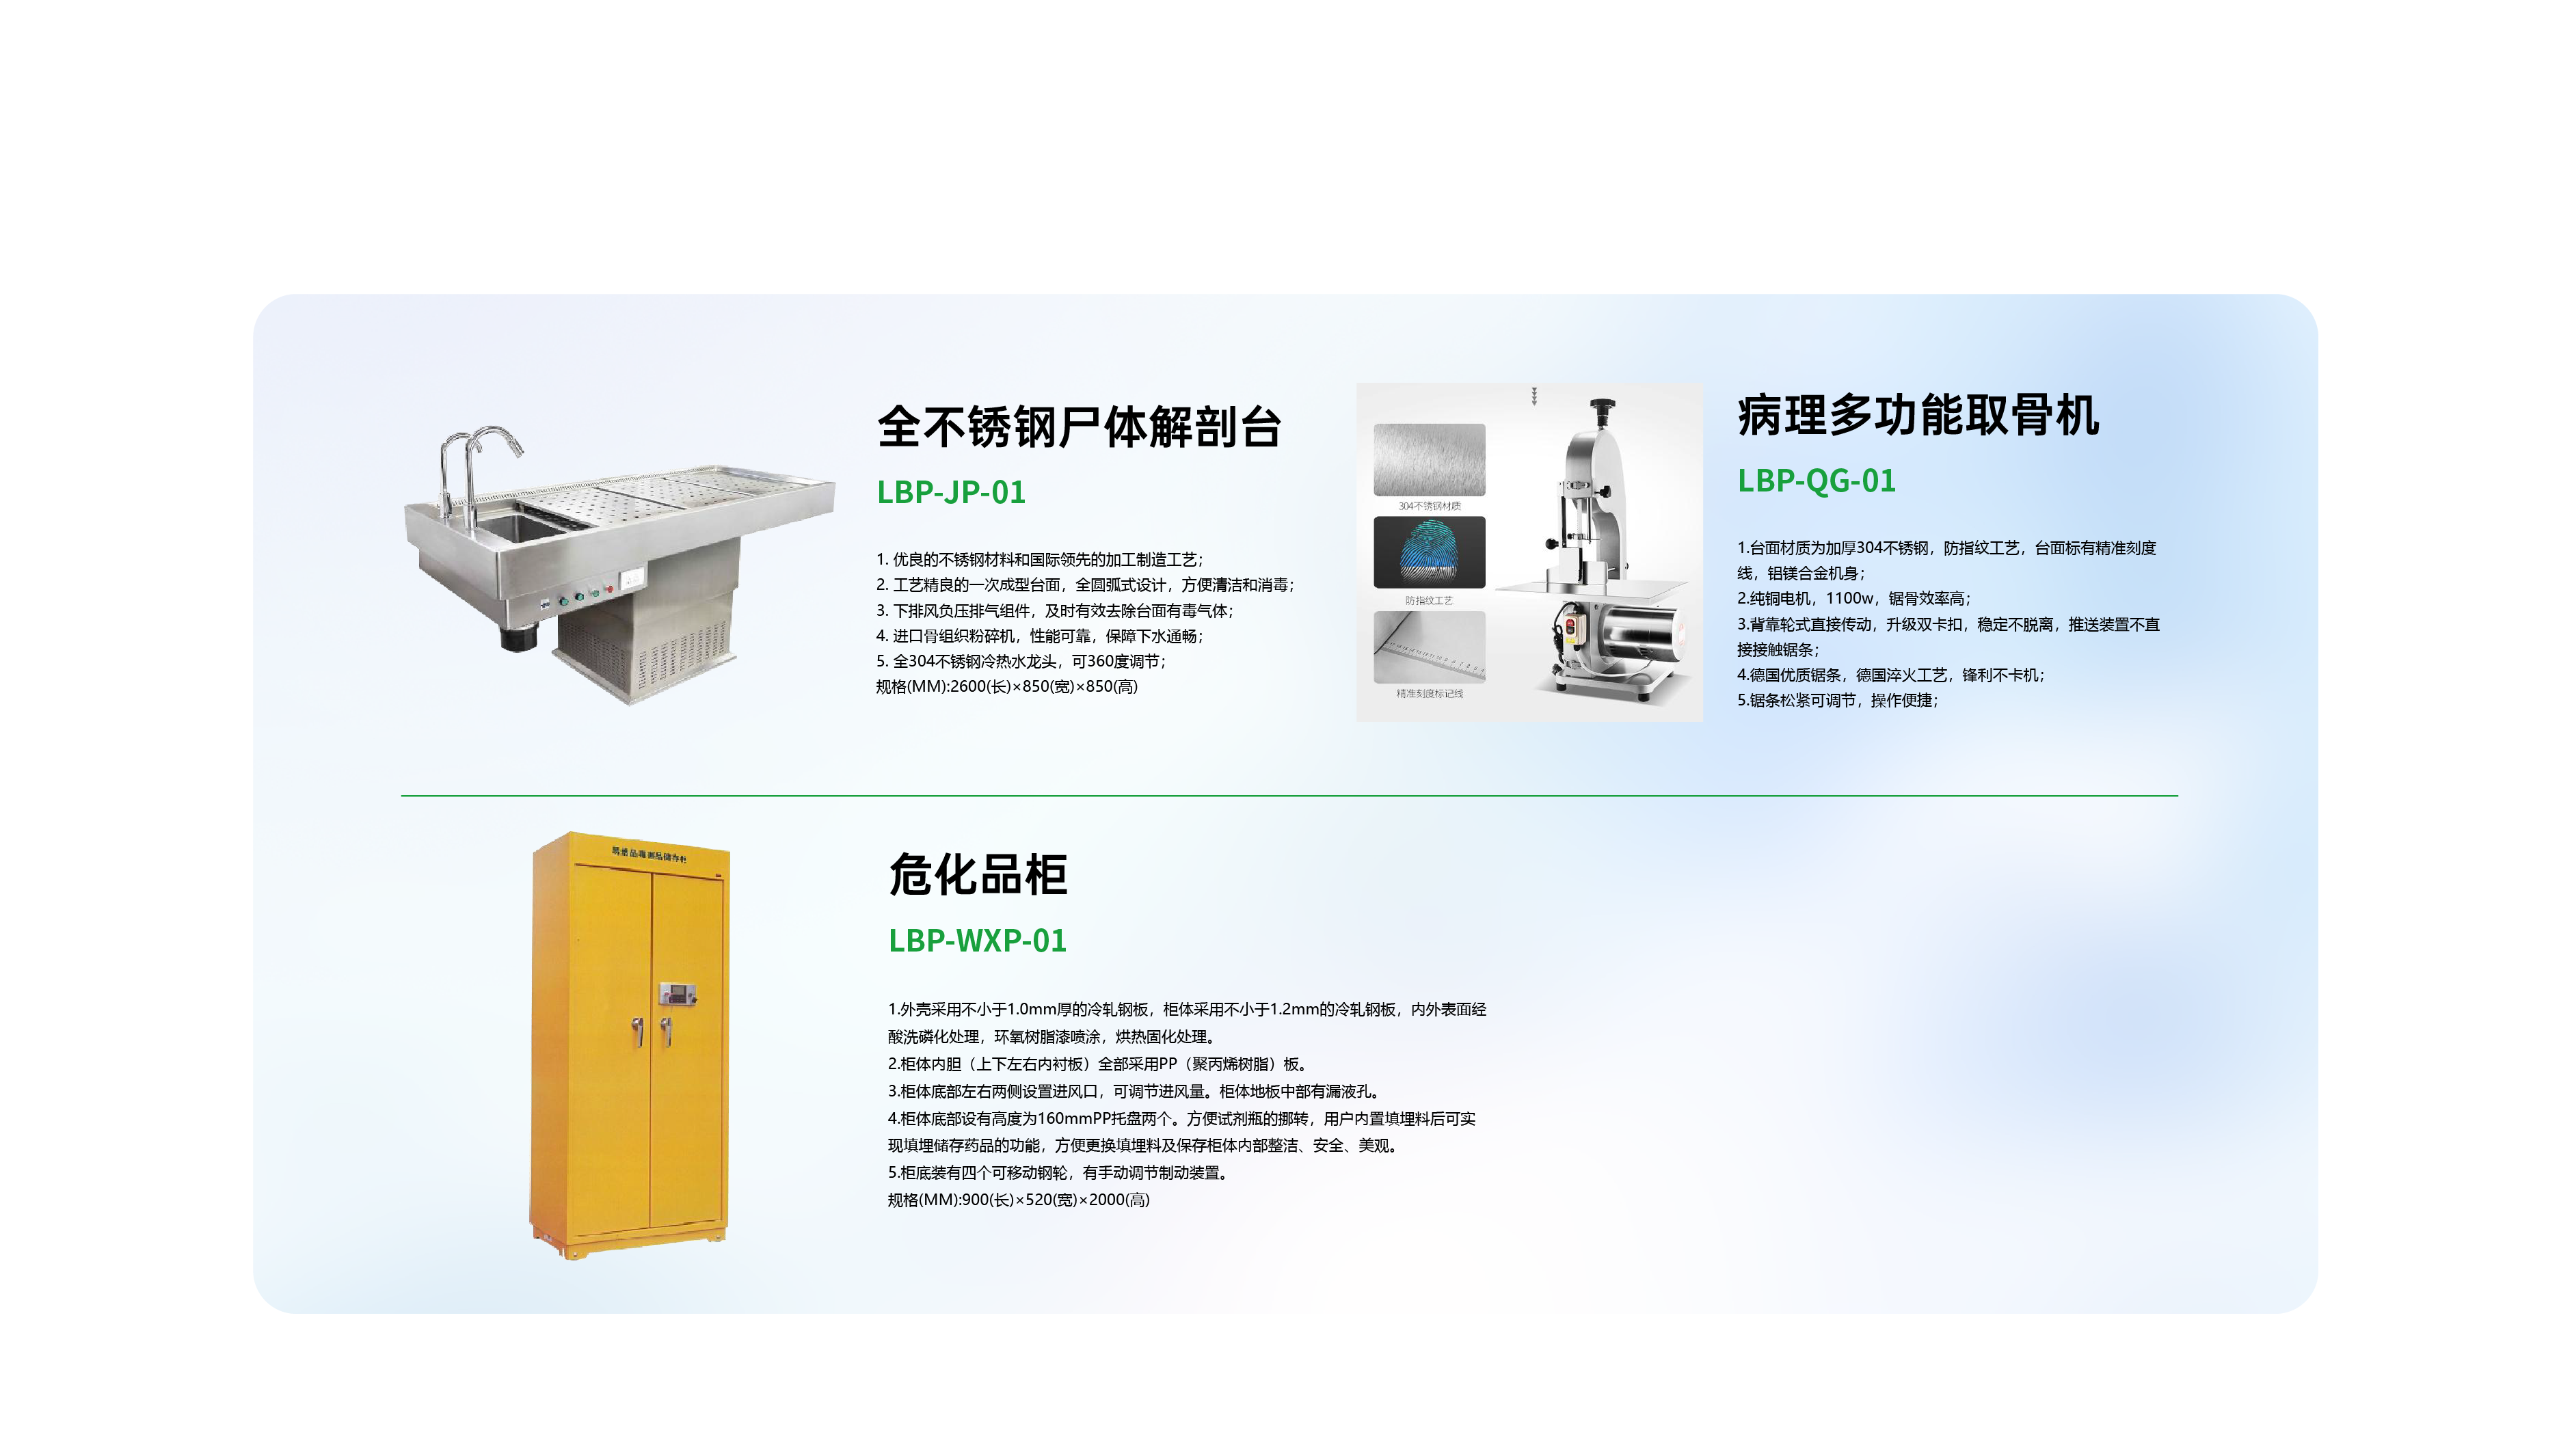 全不锈钢尸体解剖台
LBP-JP-01
1. 优良的不锈钢材料和国际领先的加工制造工艺；
2. 工艺精良的一次成型台面，全圆弧式设计，方便清洁和消毒；
3. 下排风负压排气组件，及时有效去除台面有毒气体；
4. 进口骨组织粉碎机，性能可靠，保障下水通畅；
5. 全304不锈钢冷热水龙头，可360度调节；
规格(MM):2600(长)×850(宽)×850(高)
304不锈钢材质
防指纹工艺
精准刻度标记线
病理多功能取骨机
LBP-QG-01
1.台面材质为加厚304不锈钢，防指纹工艺，台面标有精准刻度
线，铝镁合金机身；
2.纯铜电机，1100w，锯骨效率高；
3.背靠轮式直接传动，升级双卡扣，稳定不脱离，推送装置不直
接接触锯条；
4.德国优质锯条，德国淬火工艺，锋利不卡机；
5.锯条松紧可调节，操作便捷；
危化品柜
LBP-WXP-01
1.外壳采用不小于1.0mm厚的冷轧钢板，柜体采用不小于1.2mm的冷轧钢板，内外表面经
酸洗磷化处理，环氧树脂漆喷涂，烘热固化处理。
2.柜体内胆（上下左右内衬板）全部采用PP（聚丙烯树脂）板。
3.柜体底部左右两侧设置进风口，可调节进风量。柜体地板中部有漏液孔。
4.柜体底部设有高度为160mmPP托盘两个。方便试剂瓶的挪转，用户内置填埋料后可实
现填埋储存药品的功能，方便更换填埋料及保存柜体内部整洁、安全、美观。
5.柜底装有四个可移动钢轮，有手动调节制动装置。
规格(MM):900(长)×520(宽)×2000(高)